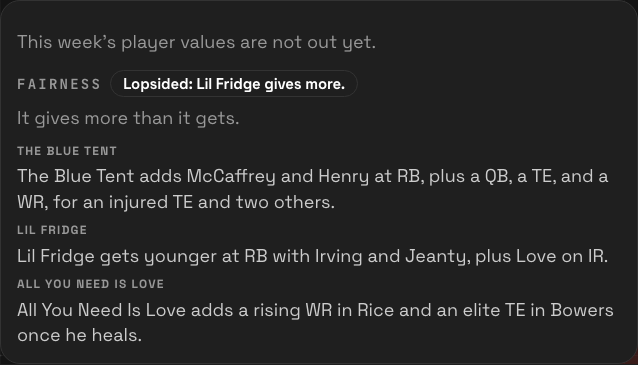 This week's player values are not out yet.
FAIRNESS Lopsided: Lil Fridge gives more.
It gives more than it gets.
THE BLUE TENT
The Blue Tent adds McCaffrey and Henry at RB, plus a QB, a TE, and a
WR, for an injured TE and two others.
LIL FRIDGE
Lil Fridge gets younger at RB with Irving and Jeanty, plus Love on IR.
ALL YOU NEED IS LOVE
All You Need Is Love adds a rising WR in Rice and an elite TE in Bowers
once he heals.